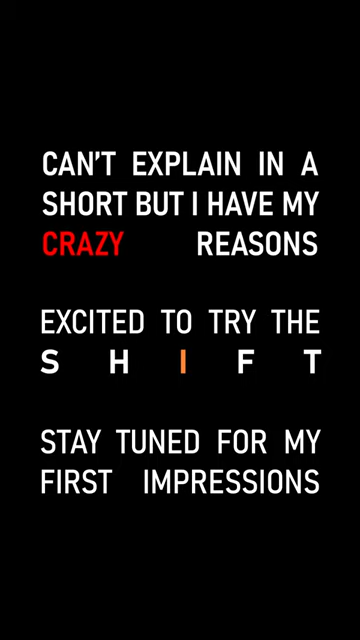 CAN'T EXPLAIN IN A
SHORT BUT I HAVE MY
CRAZY REASONS
EXCITED TO TRY THE
SHIFT
STAY TUNED FOR MY
FIRST IMPRESSIONS